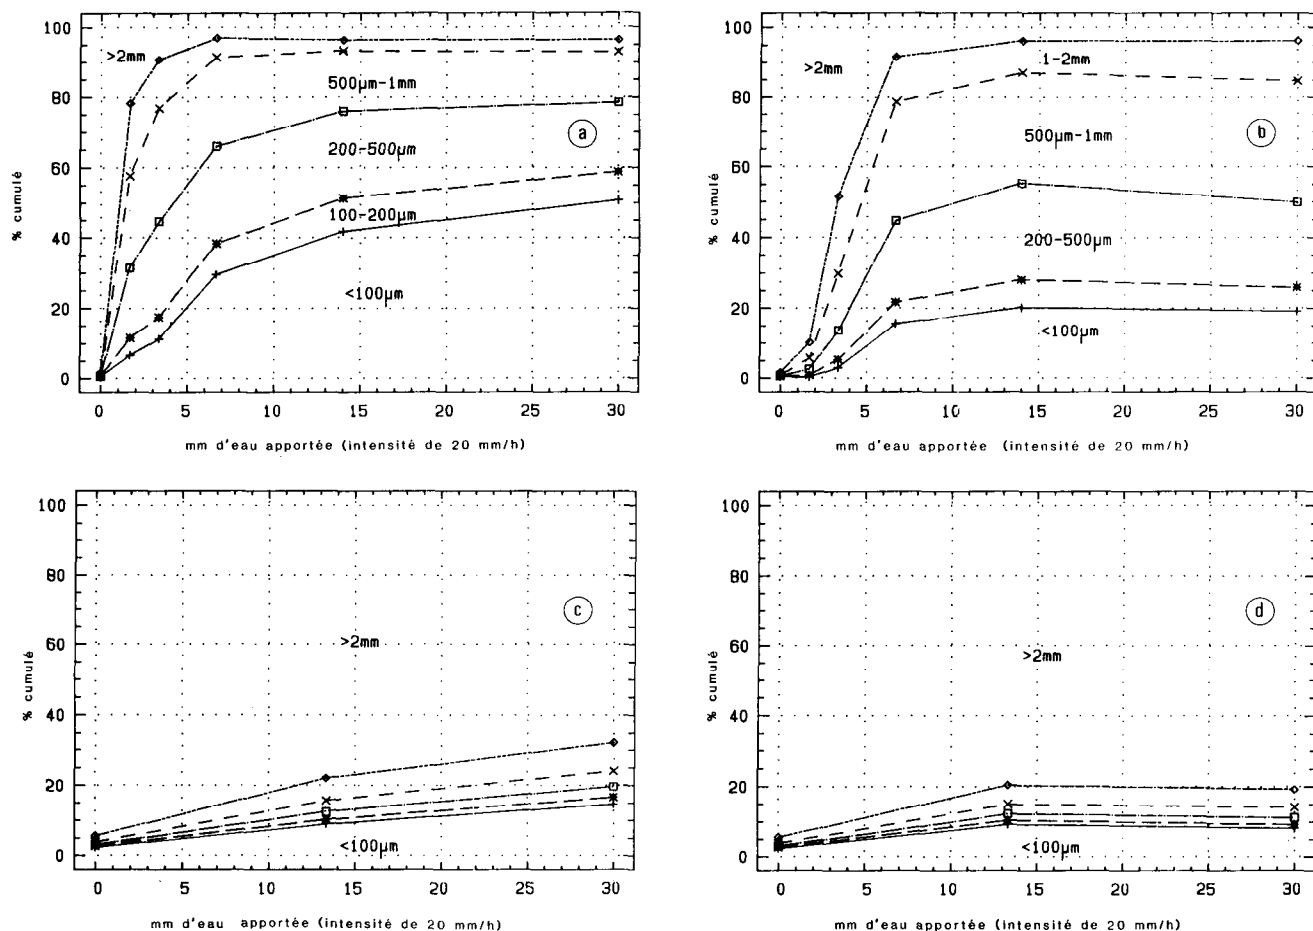 100
80
60
40
20
0
% cumulé
>2mm
500µm-1mm
200-500µm
100-200µm
<100µm
a
0 5 10 15 20 25 30
mm d'eau apportée (intensité de 20 mm/h)
100
80
60
40
20
0
% cumulé
>2mm
1-2mm
500µm-1mm
200-500µm
<100µm
b
0 5 10 15 20 25 30
mm d'eau apportée (intensité de 20 mm/h)
100
80
60
40
20
0
% cumulé
>2mm
<100µm
c
0 5 10 15 20 25 30
mm d'eau apportée (intensité de 20 mm/h)
100
80
60
40
20
0
% cumulé
>2mm
<100µm
d
0 5 10 15 20 25 30
mm d'eau apportée (intensité de 20 mm/h)